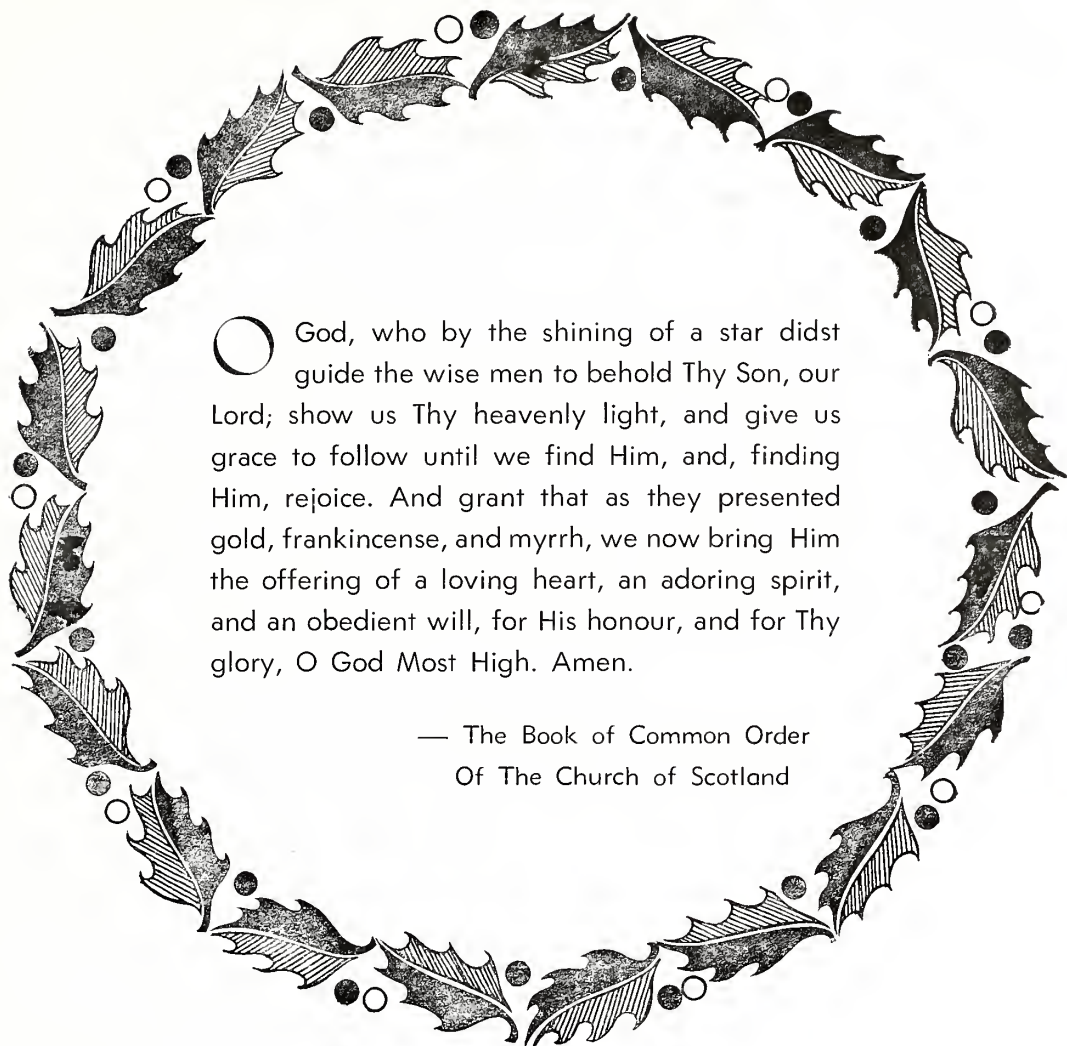 O God, who by the shining of a star didst
guide the wise men to behold Thy Son, our
Lord; show us Thy heavenly light, and give us
grace to follow until we find Him, and, finding
Him, rejoice. And grant that as they presented
gold, frankincense, and myrrh, we now bring Him
the offering of a loving heart, an adoring spirit,
and an obedient will, for His honour, and for Thy
glory, O God Most High. Amen.
— The Book of Common Order
Of The Church of Scotland